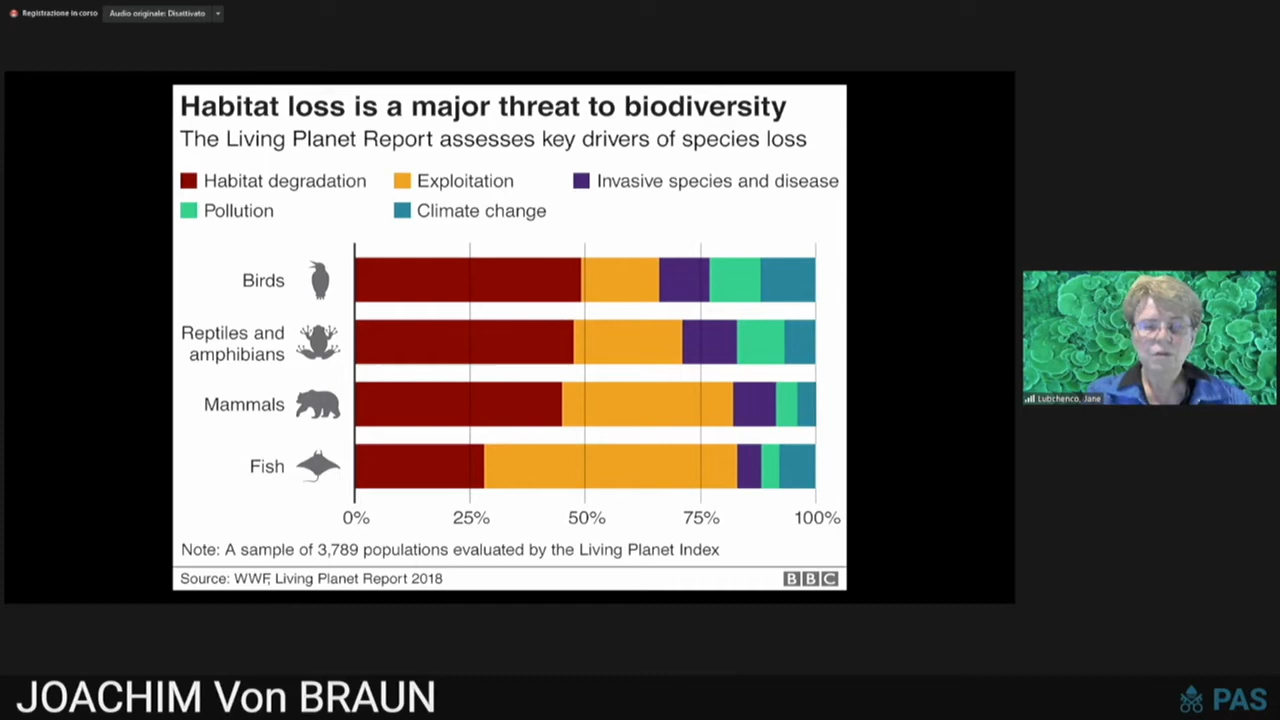 Registrazione in corso
Audio originale: Disattivato
Habitat loss is a major threat to biodiversity
The Living Planet Report assesses key drivers of species loss
Habitat degradation
Exploitation
Invasive species and disease
Pollution
Climate change
Birds
Reptiles and
amphibians
Mammals
Fish
0% 25% 50% 75% 100%
Note: A sample of 3,789 populations evaluated by the Living Planet Index
Source: WWF, Living Planet Report 2018
BBC
Lubchenco, Jane
JOACHIM Von BRAUN
PAS